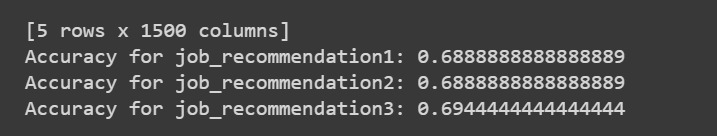 [5 rows x 1500 columns]
Accuracy for job_recommendation1: 0.6888888888888889
Accuracy for job_recommendation2: 0.6888888888888889
Accuracy for job_recommendation3: 0.6944444444444444